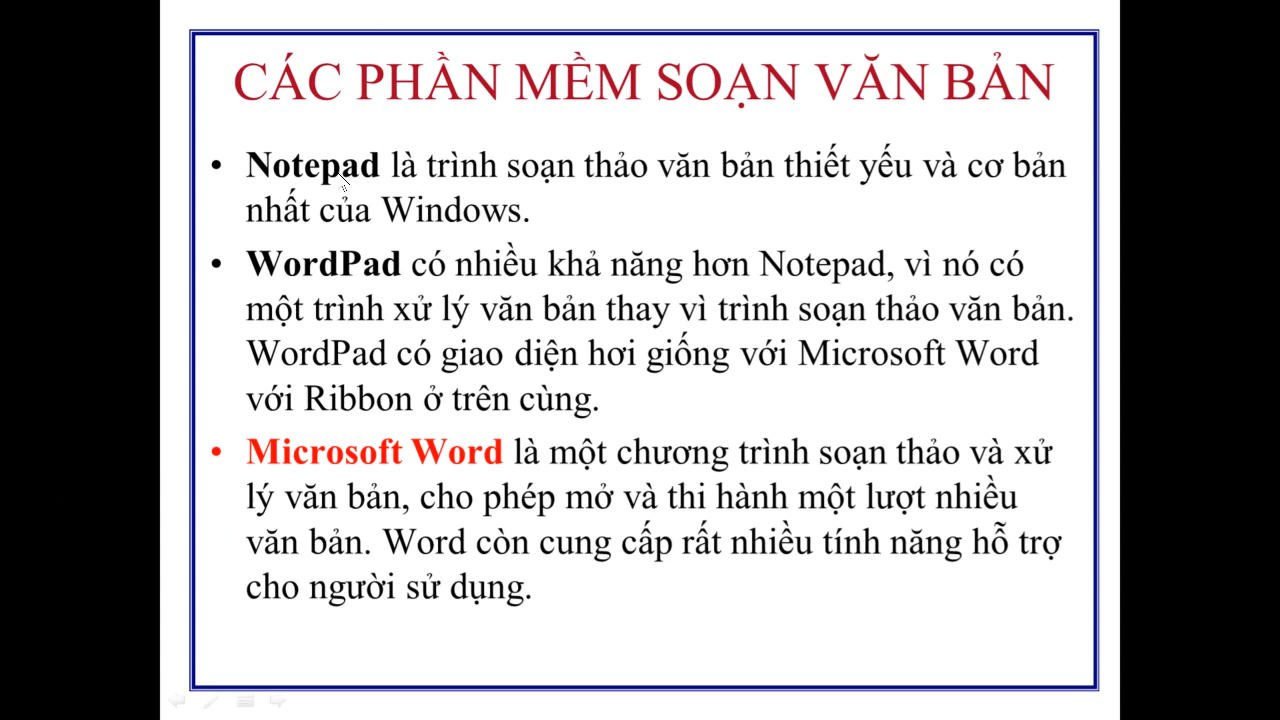 CÁC PHẦN MỀM SOẠN VĂN BẢN
• Notepad là trình soạn thảo văn bản thiết yếu và cơ bản
nhất của Windows.
• WordPad có nhiều khả năng hơn Notepad, vì nó có
một trình xử lý văn bản thay vì trình soạn thảo văn bản.
WordPad có giao diện hơi giống với Microsoft Word
với Ribbon ở trên cùng.
• Microsoft Word là một chương trình soạn thảo và xử
lý văn bản, cho phép mở và thi hành một lượt nhiều
văn bản. Word còn cung cấp rất nhiều tính năng hỗ trợ
cho người sử dụng.